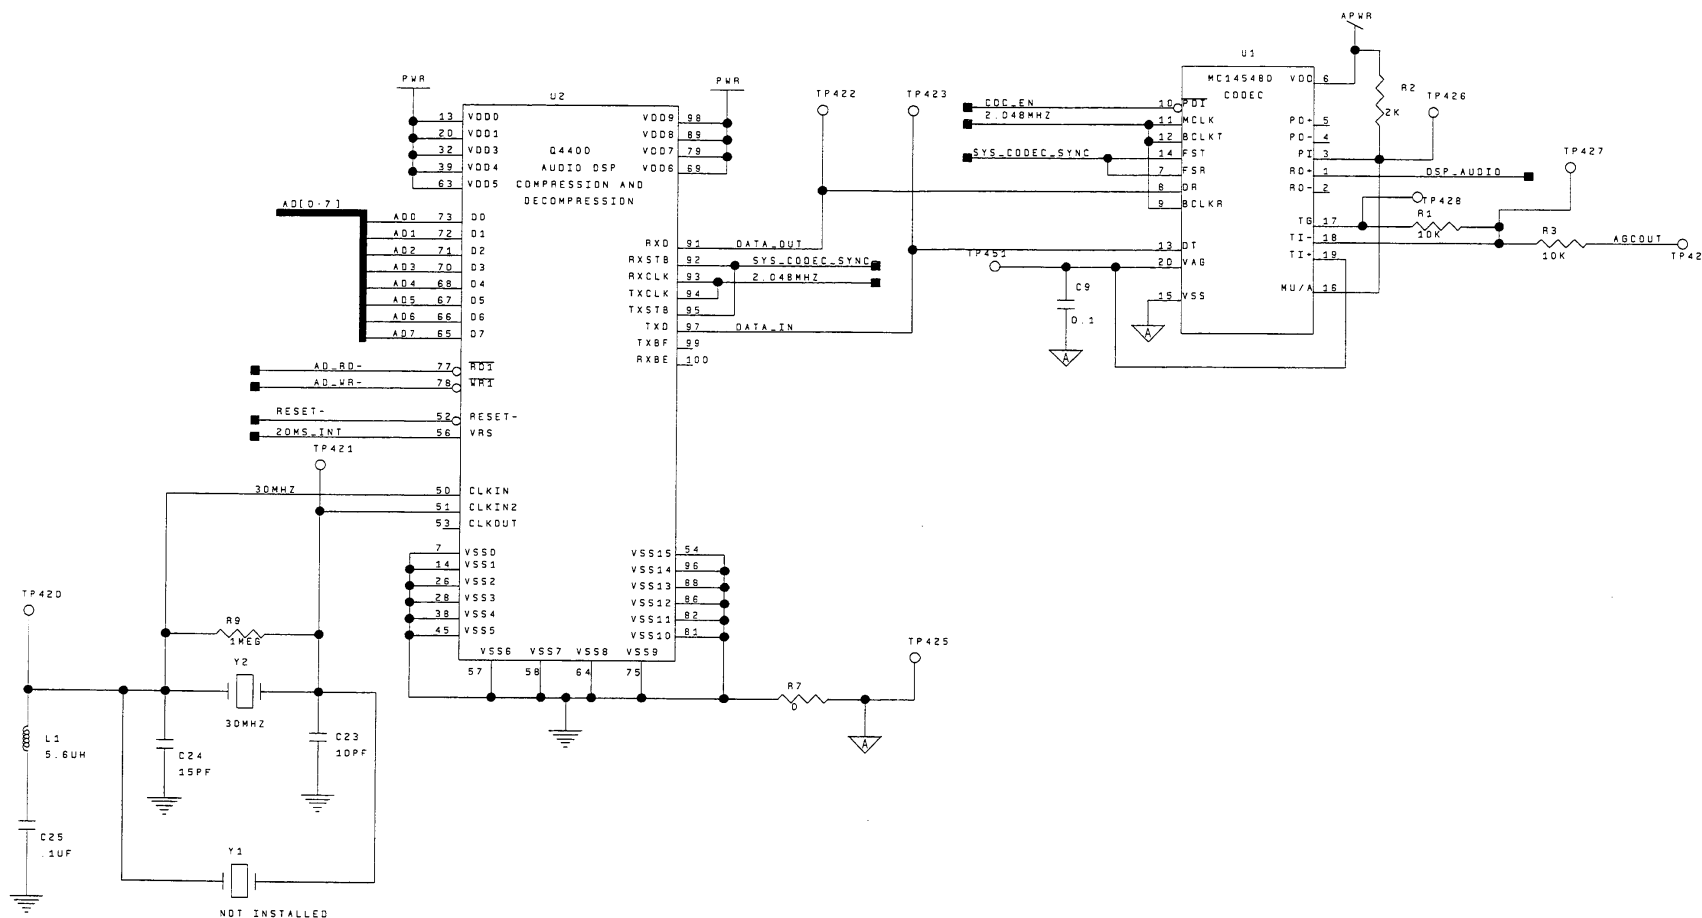 APWR
U1
MC14548D
CODEC
VDD 6
R2
2K
TP426
PWR
PWR
U2
TP422
TP423
CDC_EN
10 PDI
2.048MHZ
11 MCLK
12 BCLKT
SYS_CODEC_SYNC
14 FST
7 FSR
8 DR
9 BCLKR
13 DT
20 VAG
15 VSS
PO+ 5
PO- 4
PI 3
RO+ 1
RO- 2
TG 17
TI- 18
TI+ 19
MU/A 16
DSP_AUDIO
TP427
TP428
R1
10K
R3
10K
AGCOUT
TP42
TP451
C9
0.1
A
A
Q4400
AUDIO DSP
COMPRESSION AND
DECOMPRESSION
13 VDD0
20 VDD1
32 VDD3
39 VDD4
63 VDD5
VDD9 98
VDD8 89
VDD7 79
VDD6 69
AD[0-7]
AD0 73 D0
AD1 72 D1
AD2 71 D2
AD3 70 D3
AD4 68 D4
AD5 67 D5
AD6 66 D6
AD7 65 D7
RXD 91 DATA_OUT
RXSTB 92 SYS_CODEC_SYNC
RXCLK 93 2.048MHZ
TXCLK 94
TXSTB 95
TXD 97 DATA_IN
TXBF 99
RXBE 100
AD_RD- 77 RD1
AD_WR- 78 WR1
RESET- 52 RESET-
20MS_INT 56 VRS
TP421
30MHZ 50 CLKIN
51 CLKIN2
53 CLKOUT
7 VSS0
14 VSS1
26 VSS2
28 VSS3
38 VSS4
45 VSS5
VSS15 54
VSS14 96
VSS13 88
VSS12 86
VSS11 82
VSS10 81
VSS6 VSS7 VSS8 VSS9
57 58 64 75
TP420
R9
1MEG
Y2
30MHZ
L1
5.6UH
C24
15PF
C23
10PF
C25
.1UF
Y1
NOT INSTALLED
R7
0
TP425
A